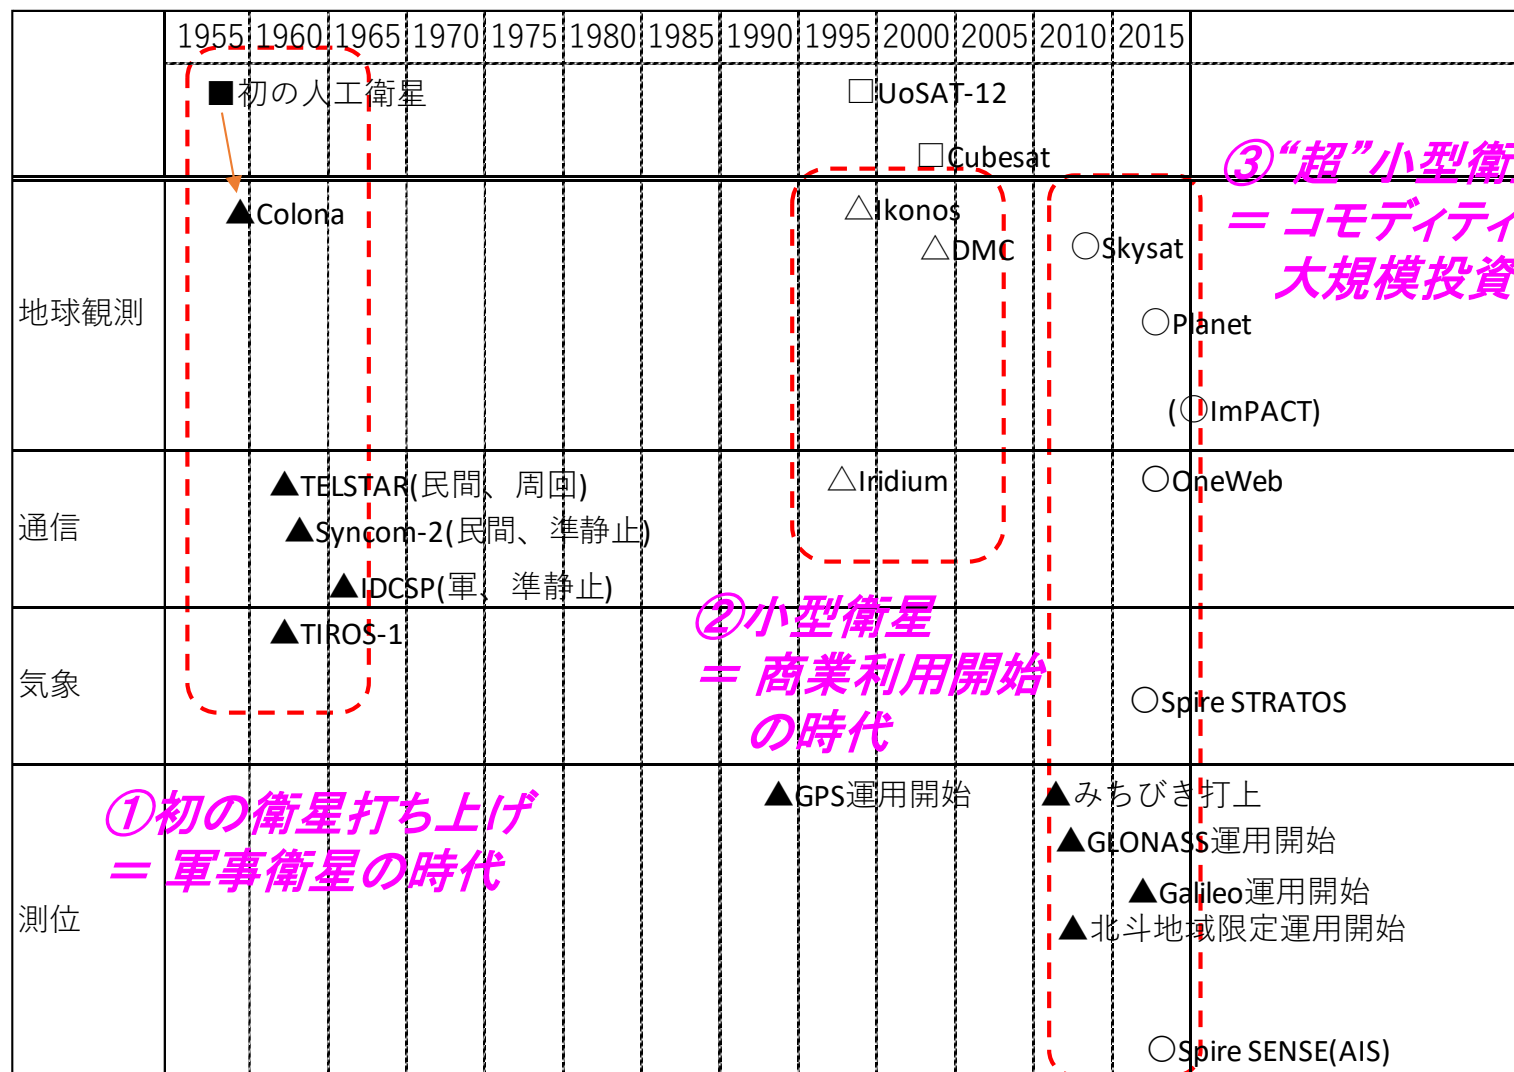 1955 1960 1965 1970 1975 1980 1985 1990 1995 2000 2005 2010 2015
■初の人工衛星
□UoSAT-12
□Cubesat
③“超”小型衛
＝ コモディティ
大規模投資
地球観測
▲Colona
△Ikonos
△DMC
○Skysat
○Planet
(○ImPACT)
通信
▲TELSTAR(民間、周回)
▲Syncom-2(民間、準静止)
▲IDCSP(軍、準静止)
△Iridium
○OneWeb
②小型衛星
＝ 商業利用開始
の時代
気象
▲TIROS-1
○Spire STRATOS
①初の衛星打ち上げ
＝ 軍事衛星の時代
測位
▲GPS運用開始
▲みちびき打上
▲GLONASS運用開始
▲Galileo運用開始
▲北斗地域限定運用開始
○Spire SENSE(AIS)